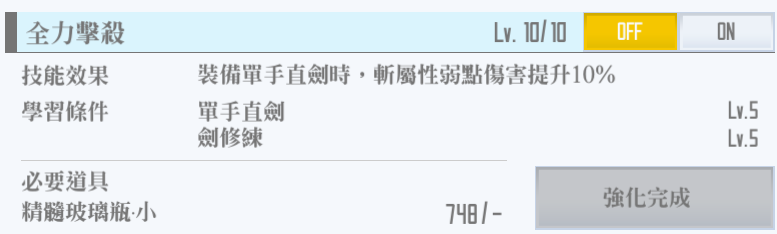 全力擊殺 Lv. 10/10 OFF ON
技能效果 裝備單手直劍時，斬屬性弱點傷害提升10%
學習條件 單手直劍 Lv.5
劍修練 Lv.5
必要道具
精髓玻璃瓶·小 748/-
強化完成